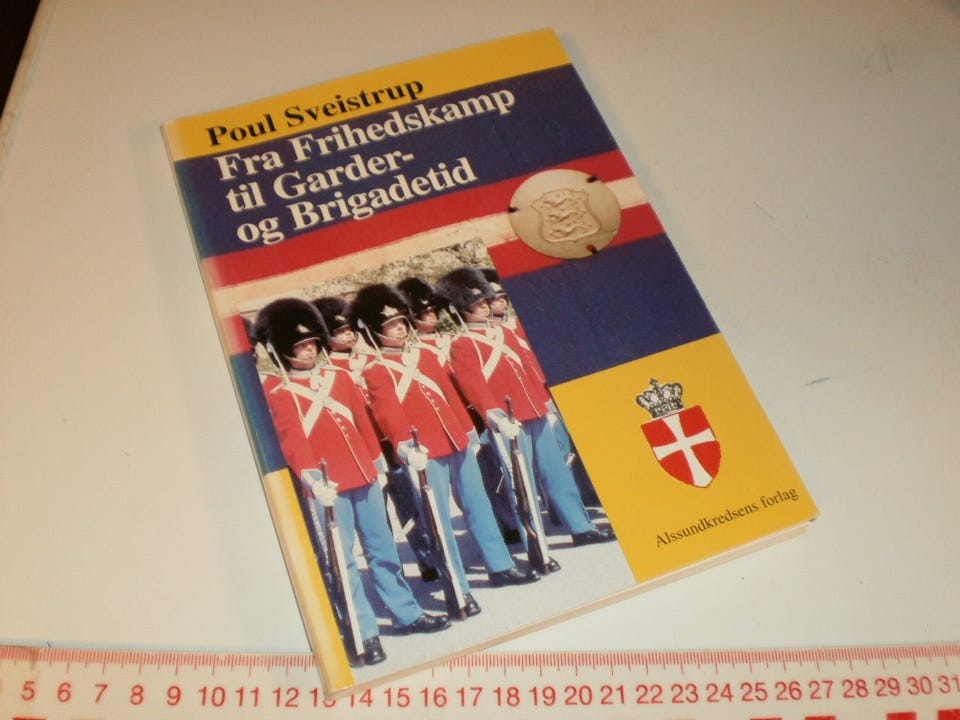 Poul Sveistrup
Fra Frihedskamp
til Garder-
og Brigadetid
Alssundkredsens forlag
5 6 7 8 9 10 11 12 13 14 15 16 17 18 19 20 21 22 23 24 25 26 27 28 29 30 31